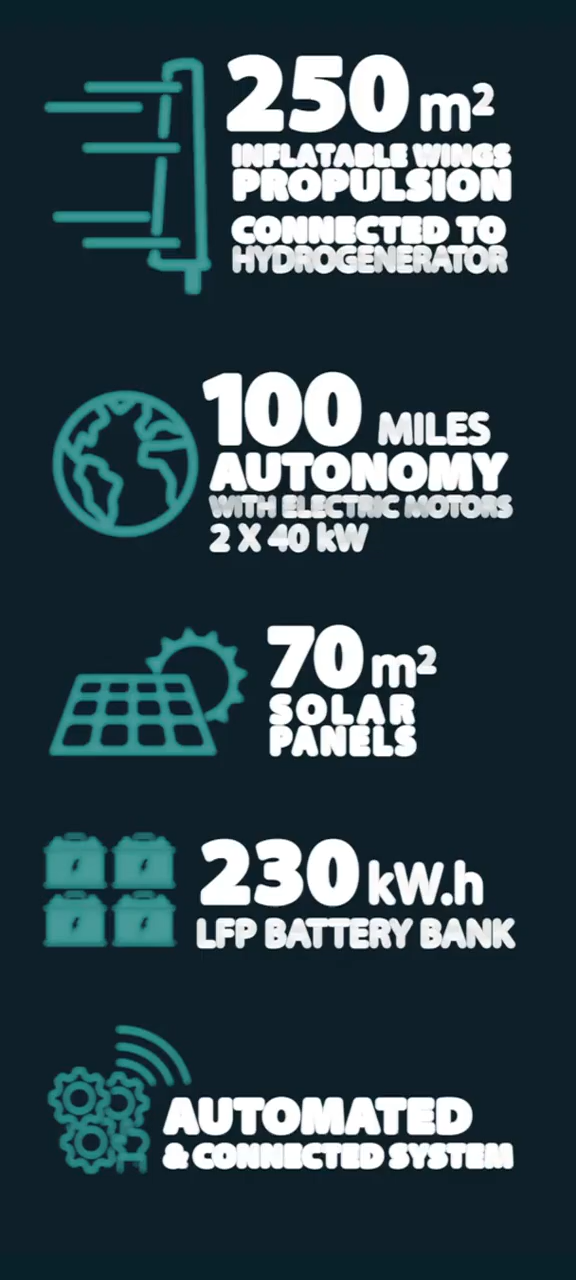 250 m²
INFLATABLE WINGS
PROPULSION
CONNECTED TO
HYDROGENERATOR
100 MILES
AUTONOMY
WITH ELECTRIC MOTORS
2 X 40 kW
70 m²
SOLAR
PANELS
230 kW.h
LFP BATTERY BANK
AUTOMATED
& CONNECTED SYSTEM